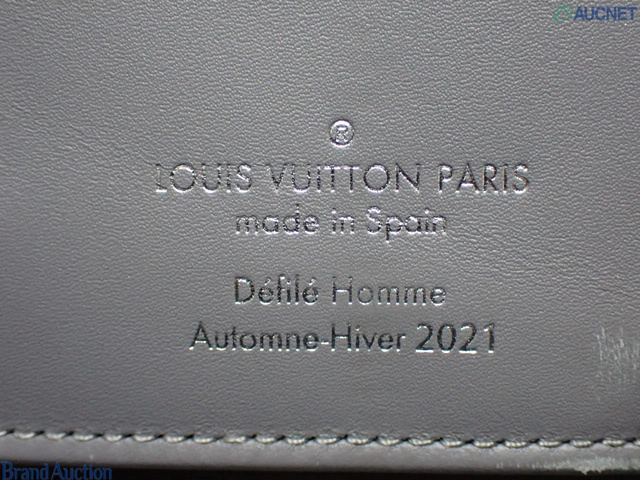 AUCNET
®
LOUIS VUITTON PARIS
made in Spain
Défilé Homme
Automne-Hiver 2021
Brand Auction